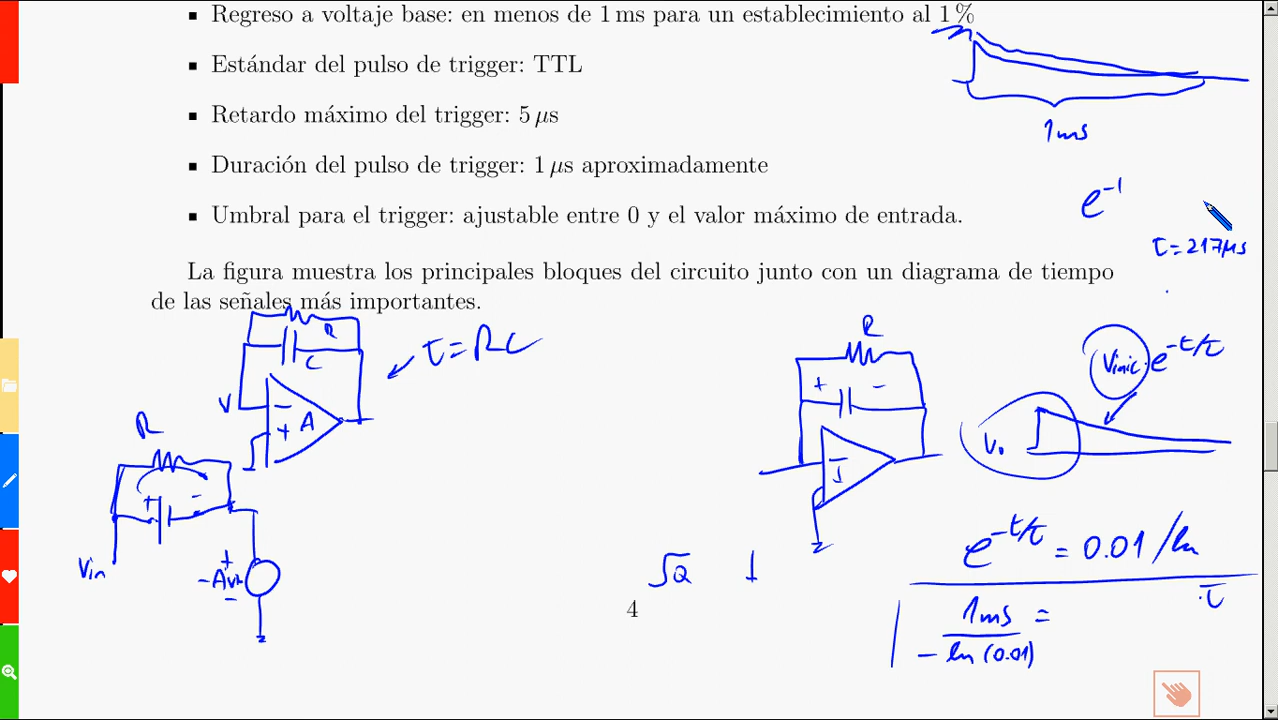 ▪ Regreso a voltaje base: en menos de 1 ms para un establecimiento al 1 %
▪ Estándar del pulso de trigger: TTL
▪ Retardo máximo del trigger: 5 μs
▪ Duración del pulso de trigger: 1 μs aproximadamente
▪ Umbral para el trigger: ajustable entre 0 y el valor máximo de entrada.
1ms
e^-1
τ=217μs
La figura muestra los principales bloques del circuito junto con un diagrama de tiempo
de las señales más importantes.
R
C
τ=RC
V
- A
+
R
+ -
Vin
+
-AVin
-
R
+ -
Vinic. e^-t/τ
Vo
e^-t/τ = 0.01 /ln
1ms =
-ln(0.01)
τ
4